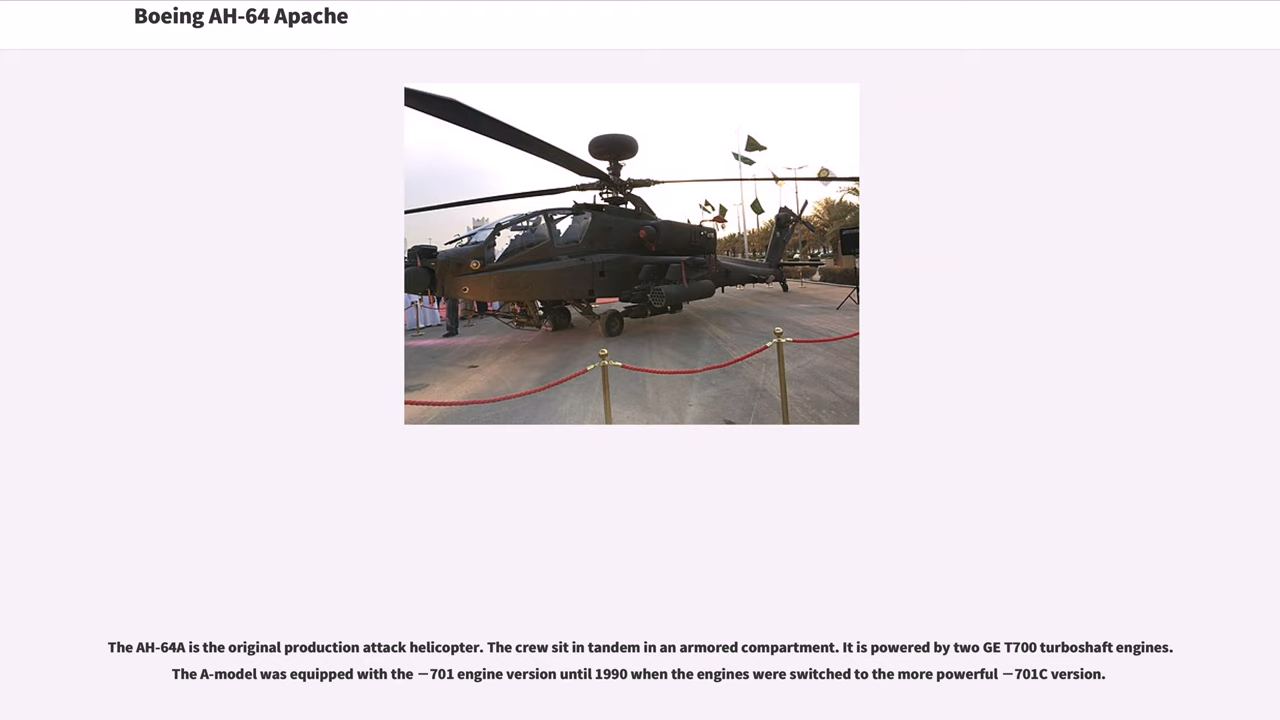 Boeing AH-64 Apache
The AH-64A is the original production attack helicopter. The crew sit in tandem in an armored compartment. It is powered by two GE T700 turboshaft engines.
The A-model was equipped with the −701 engine version until 1990 when the engines were switched to the more powerful −701C version.